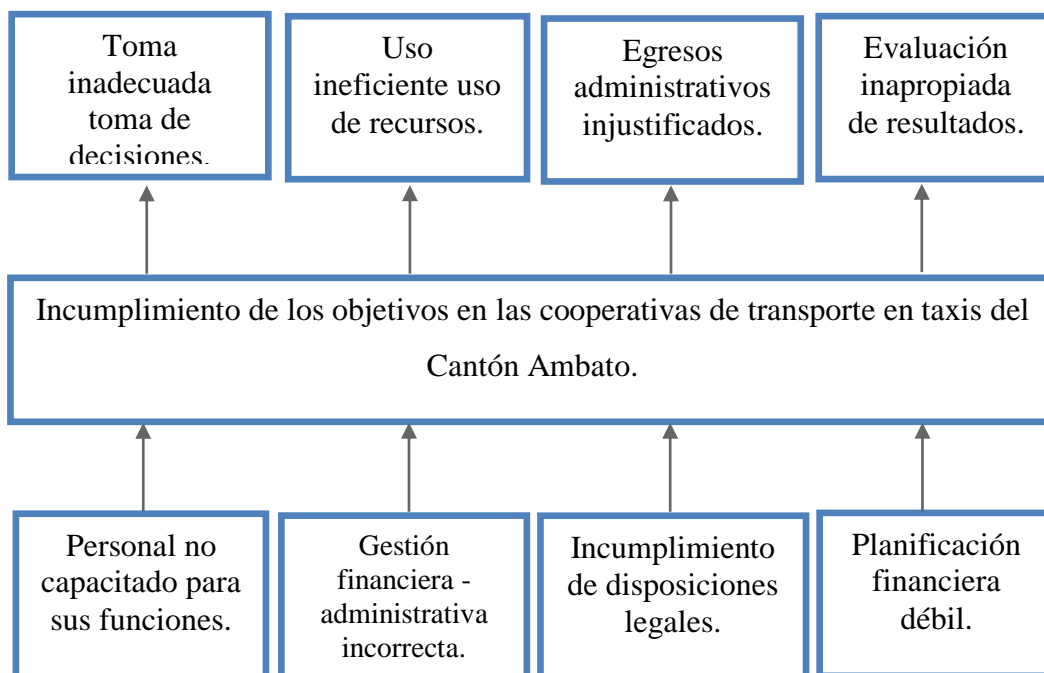 Toma
inadecuada
toma de
decisiones.
Uso
ineficiente uso
de recursos.
Egresos
administrativos
injustificados.
Evaluación
inapropiada
de resultados.
Incumplimiento de los objetivos en las cooperativas de transporte en taxis del
Cantón Ambato.
Personal no
capacitado para
sus funciones.
Gestión
financiera -
administrativa
incorrecta.
Incumplimiento
de disposiciones
legales.
Planificación
financiera
débil.